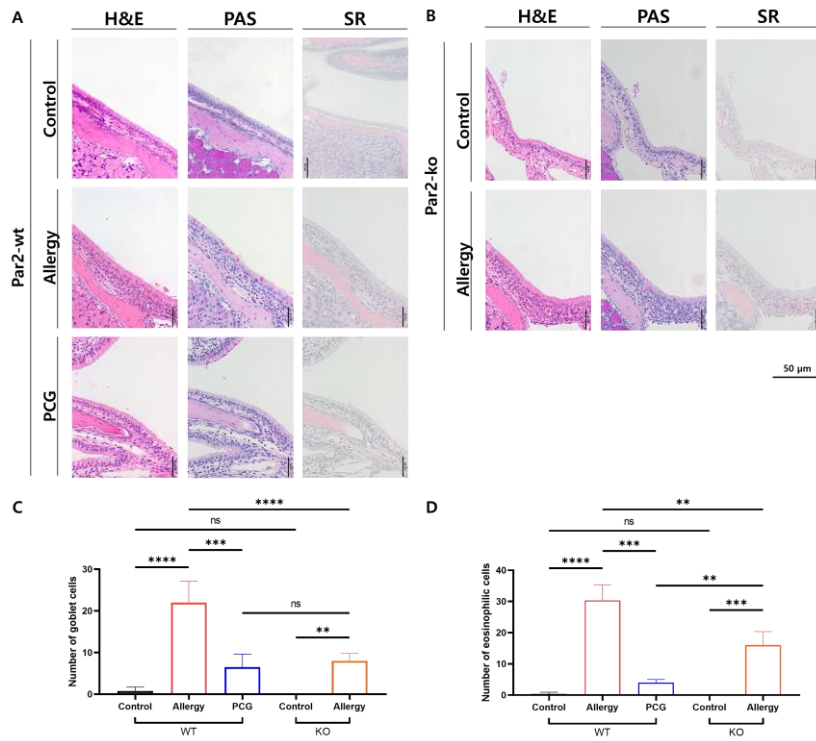 A
H&E PAS SR
Par2-wt
Control
Allergy
PCG
B
H&E PAS SR
Par2-ko
Control
Allergy
50 μm
C
****
ns
***
****
ns
**
Number of goblet cells
30
20
10
0
Control Allergy PCG Control Allergy
WT KO
D
**
ns
***
****
**
***
Number of eosinophilic cells
40
30
20
10
0
Control Allergy PCG Control Allergy
WT KO